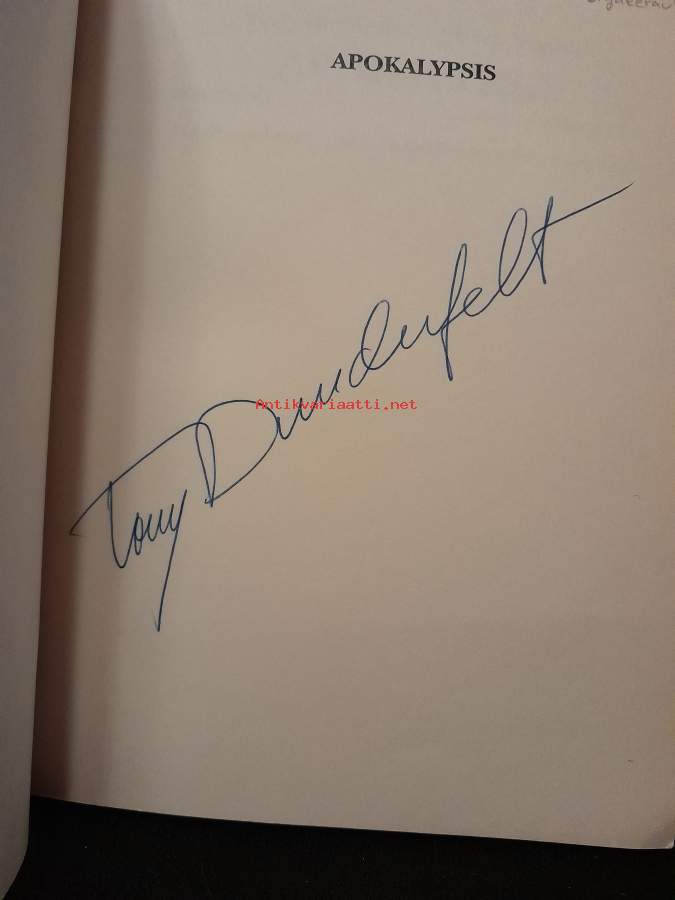 APOKALYPSIS
Tony Dunderfelt
Antikvariaatti.net